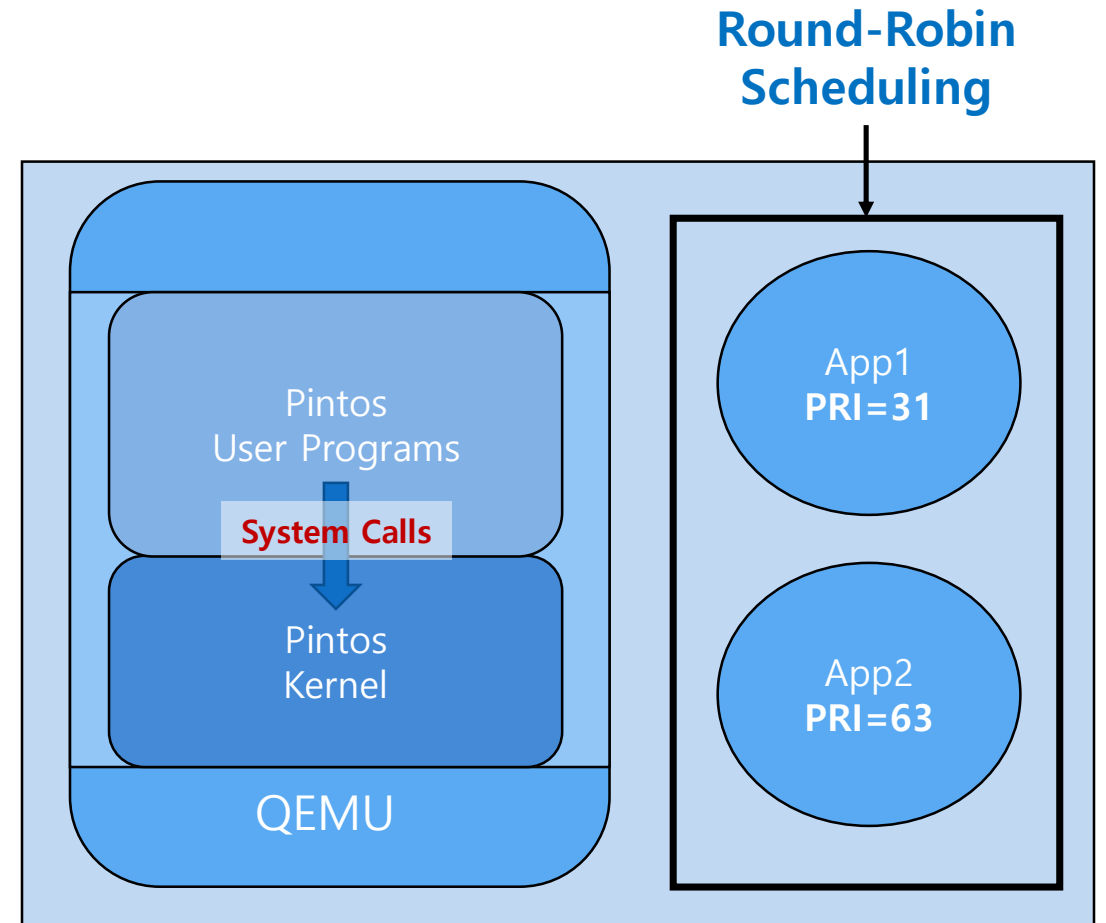 Round-Robin
Scheduling
Pintos
User Programs
System Calls
Pintos
Kernel
QEMU
App1
PRI=31
App2
PRI=63